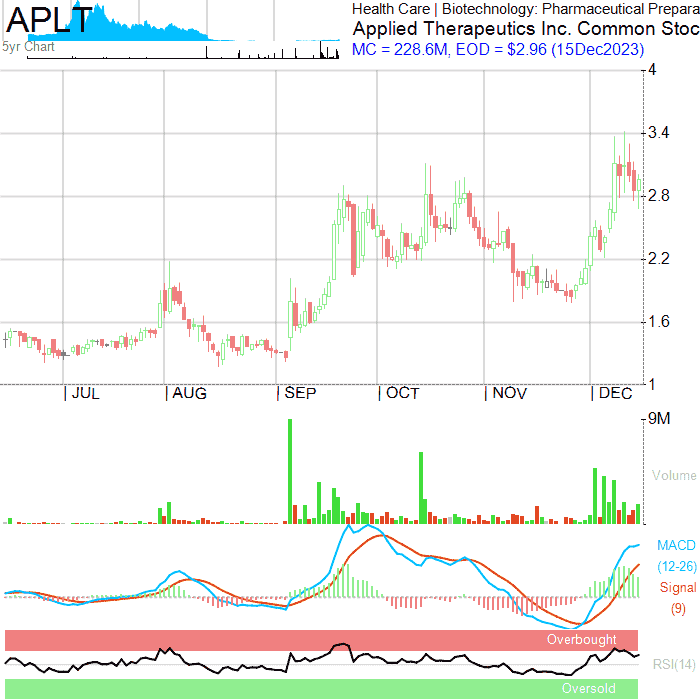 APLT
5yr Chart
Health Care | Biotechnology: Pharmaceutical Prepara
Applied Therapeutics Inc. Common Stoc
MC = 228.6M, EOD = $2.96 (15Dec2023)
4
3.4
2.8
2.2
1.6
1
| JUL | AUG | SEP | OCT | NOV | DEC
9M
Volume
MACD
(12-26)
Signal
(9)
Overbought
RSI(14)
Oversold